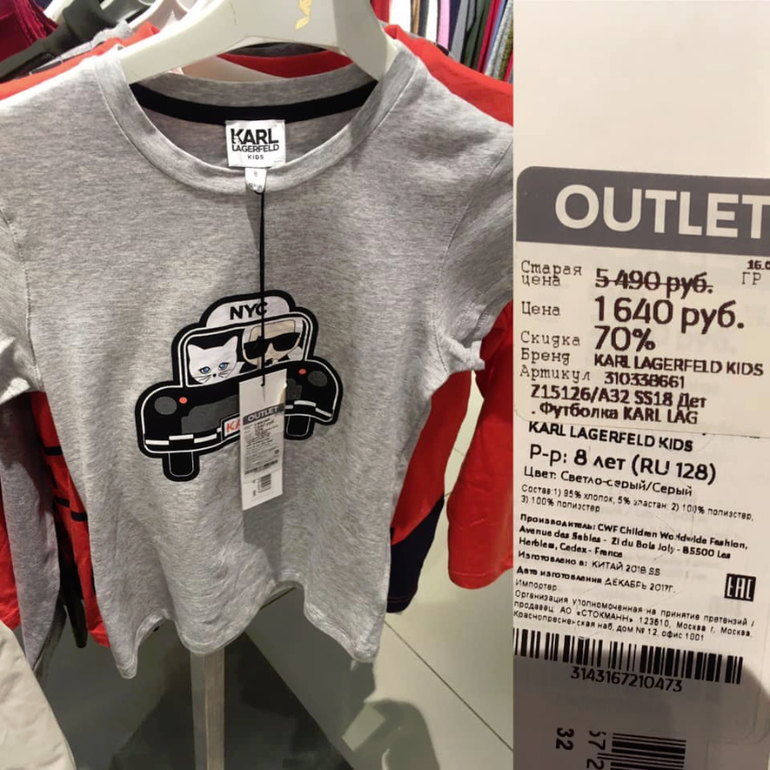 KARL
LAGERFELD
KIDS
NYC
KA
OUTLET
OUTLET
16.0
Старая цена 5 490 руб. ГР
Цена 1 640 руб.
Скидка 70%
Бренд KARL LAGERFELD KIDS
Артикул 310338661
Z15126/A32 SS18 Дет
. Футболка KARL LAG
KARL LAGERFELD KIDS
Р-р: 8 лет (RU 128)
Цвет: Светло-серый/Серый
Состав:1) 95% хлопок, 5% эластан; 2) 100% полиэстер;
3) 100% полиэстер
Производитель: CWF Children Worldwide Fashion,
Avenue des Sables - Zi du Bois Joly - 85500 Les
Herbiers, Cedex - France
Изготовлено в: КИТАЙ 2018 SS
Дата изготовления ДЕКАБРЬ 2017г.
EAC
Импортер
Организация уполномоченная на принятие претензий /
продавец: АО «СТОКМАНН» 123610, Москва г, Москва,
Краснопресненская наб, дом № 12, офис 1001
3143167210473
32